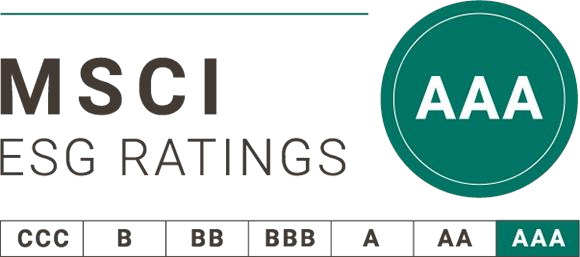 MSCI
ESG RATINGS
AAA
CCC B BB BBB A AA AAA